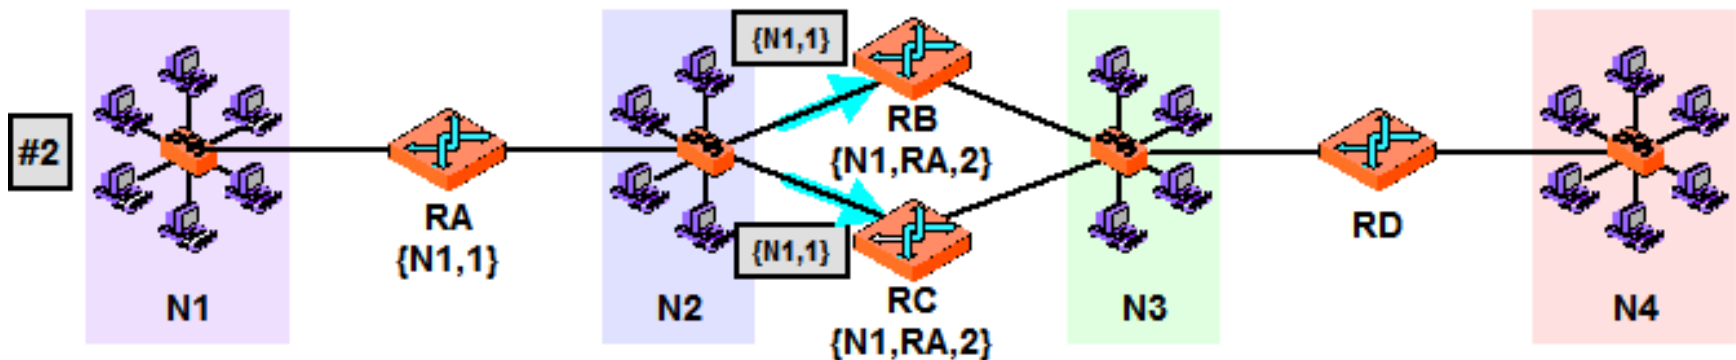 {N1,1}
#2
RB
{N1,RA,2}
RA
{N1,1}
RD
{N1,1}
RC
{N1,RA,2}
N1
N2
N3
N4